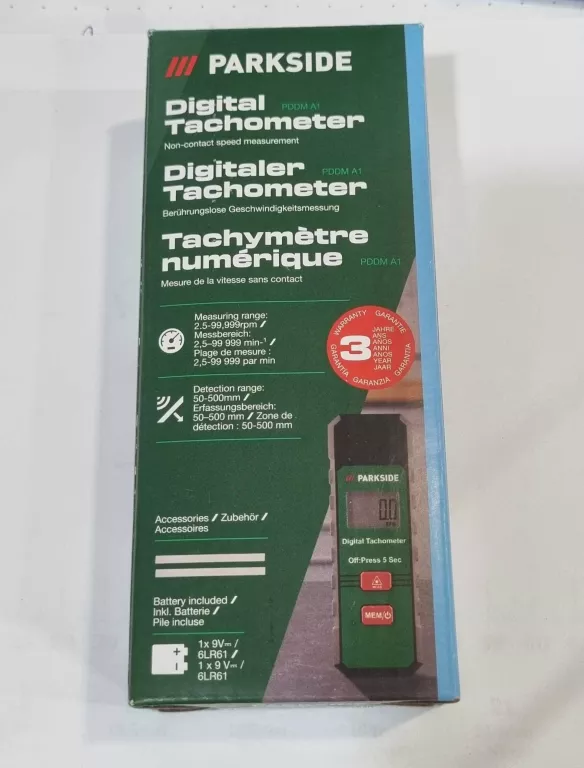 PARKSIDE
Digital PDDM A1
Tachometer
Non-contact speed measurement
Digitaler PDDM A1
Tachometer
Berührungslose Geschwindigkeitsmessung
Tachymètre
numérique PDDM A1
Mesure de la vitesse sans contact
Measuring range:
2.5-99,999rpm /
Messbereich:
2,5–99 999 min-¹ /
Plage de mesure :
2,5-99 999 par min
WARRANTY GARANTIE
GARANTIA GARANZIA GARANTIA
3
JAHRE
ANS
AÑOS
ANNI
ANOS
YEAR
JAAR
Detection range:
50-500mm /
Erfassungsbereich:
50–500 mm / Zone de
détection : 50-500 mm
PARKSIDE
0.0
Digital Tachometer
Off:Press 5 Sec
MEM/
Accessories / Zubehör /
Accessoires
Battery included /
Inkl. Batterie /
Pile incluse
+
1x 9V /
6LR61 /
1 x 9 V /
6LR61